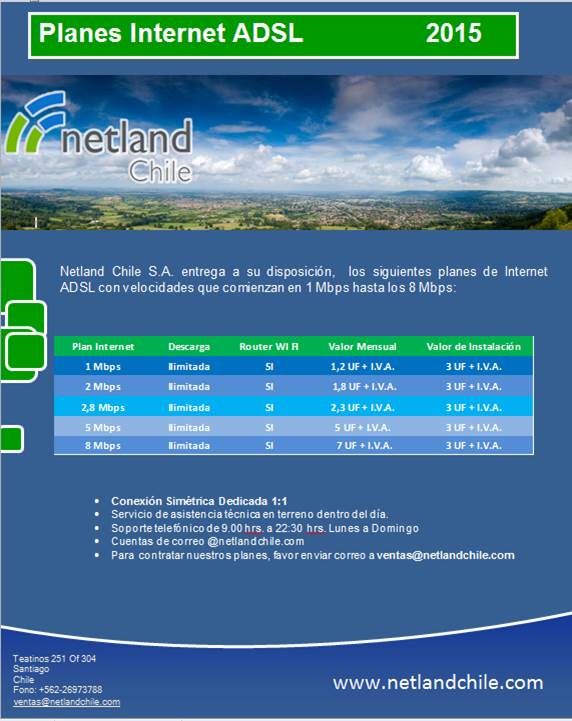 Planes Internet ADSL 2015
netland
Chile
Netland Chile S.A. entrega a su disposición, los siguientes planes de Internet
ADSL con velocidades que comienzan en 1 Mbps hasta los 8 Mbps:
Plan Internet Descarga Router WI FI Valor Mensual Valor de Instalación
1 Mbps Ilimitada SI 1,2 UF + I.V.A. 3 UF + I.V.A.
2 Mbps Ilimitada SI 1,8 UF + I.V.A. 3 UF + I.V.A.
2,8 Mbps Ilimitada SI 2,3 UF + I.V.A. 3 UF + I.V.A.
5 Mbps Ilimitada SI 5 UF + I.V.A. 3 UF + I.V.A.
8 Mbps Ilimitada SI 7 UF + I.V.A. 3 UF + I.V.A.
• Conexión Simétrica Dedicada 1:1
• Servicio de asistencia técnica en terreno dentro del día.
• Soporte telefónico de 9.00 hrs. a 22:30 hrs. Lunes a Domingo
• Cuentas de correo @netlandchile.com
• Para contratar nuestros planes, favor enviar correo a ventas@netlandchile.com
Teatinos 251 Of 304
Santiago
Chile
Fono: +562-26973788
ventas@netlandchile.com
www.netlandchile.com